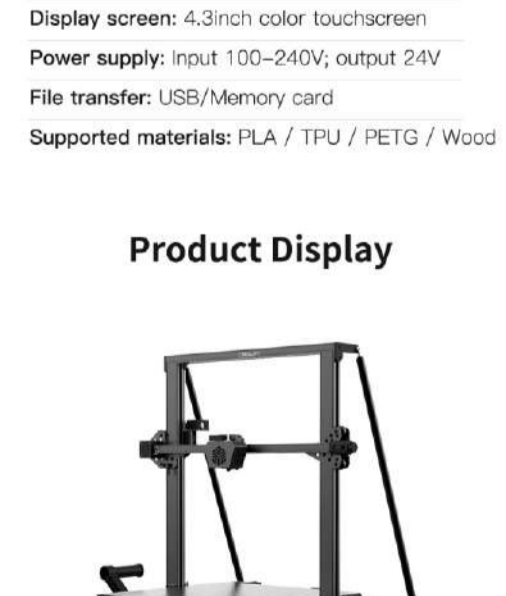 Display screen: 4.3inch color touchscreen
Power supply: Input 100-240V; output 24V
File transfer: USB/Memory card
Supported materials: PLA / TPU / PETG / Wood
Product Display